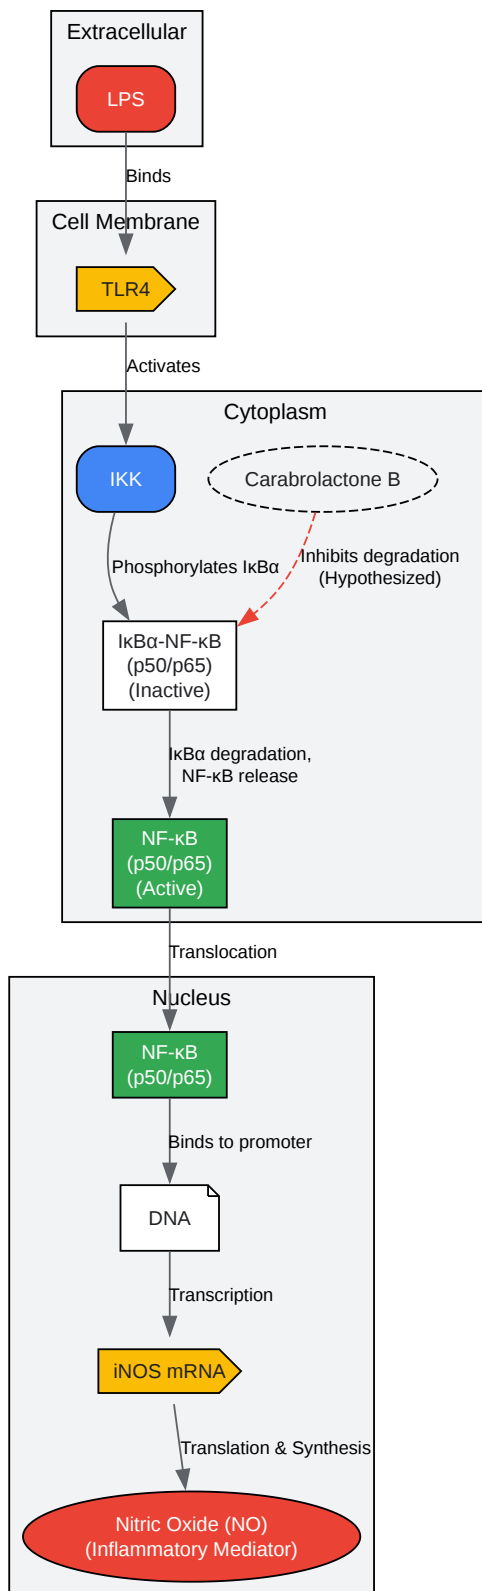 Extracellular
LPS
Binds
Cell Membrane
TLR4
Activates
Cytoplasm
IKK
Carabrolactone B
Phosphorylates IκBα
Inhibits degradation
(Hypothesized)
IκBα-NF-κB
(p50/p65)
(Inactive)
IκBα degradation,
NF-κB release
NF-κB
(p50/p65)
(Active)
Translocation
Nucleus
NF-κB
(p50/p65)
Binds to promoter
DNA
Transcription
iNOS mRNA
Translation & Synthesis
Nitric Oxide (NO)
(Inflammatory Mediator)